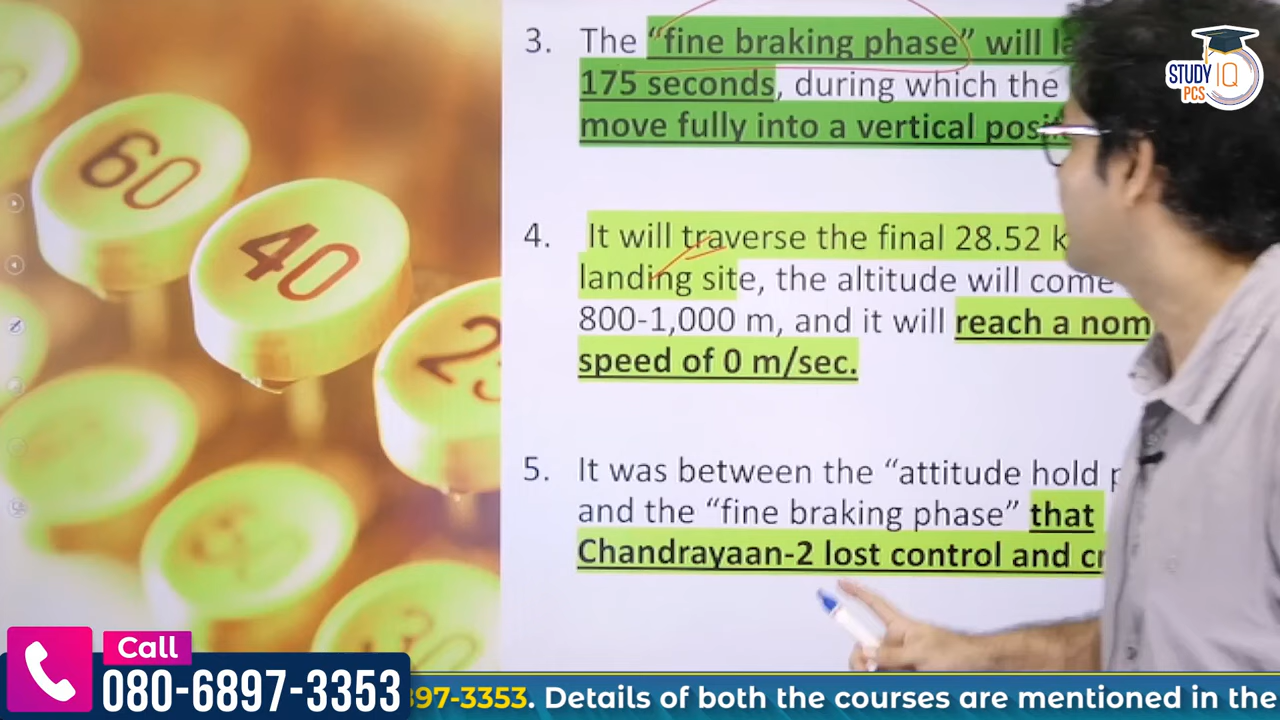 60
40
3. The “fine braking phase” will
175 seconds, during which the
move fully into a vertical
4. It will traverse the final 28.52
landing site, the altitude will come
800-1,000 m, and it will reach a
speed of 0 m/sec.
5. It was between the “attitude hold
and the “fine braking phase” that
Chandrayaan-2 lost control and
STUDY IQ
PCS
Call
080-6897-3353
97-3353. Details of both the courses are mentioned in the